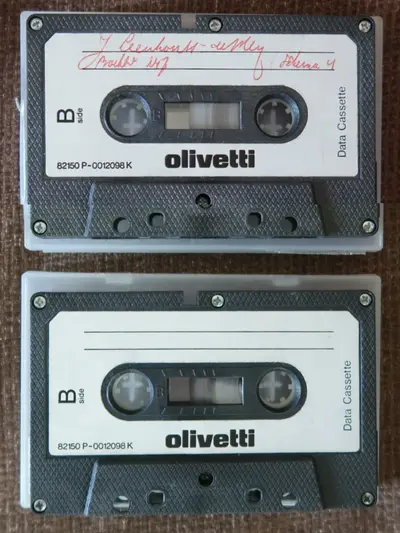 B
side
olivetti
82150 P-0012098 K
Data Cassette
B
side
olivetti
82150 P-0012098 K
Data Cassette